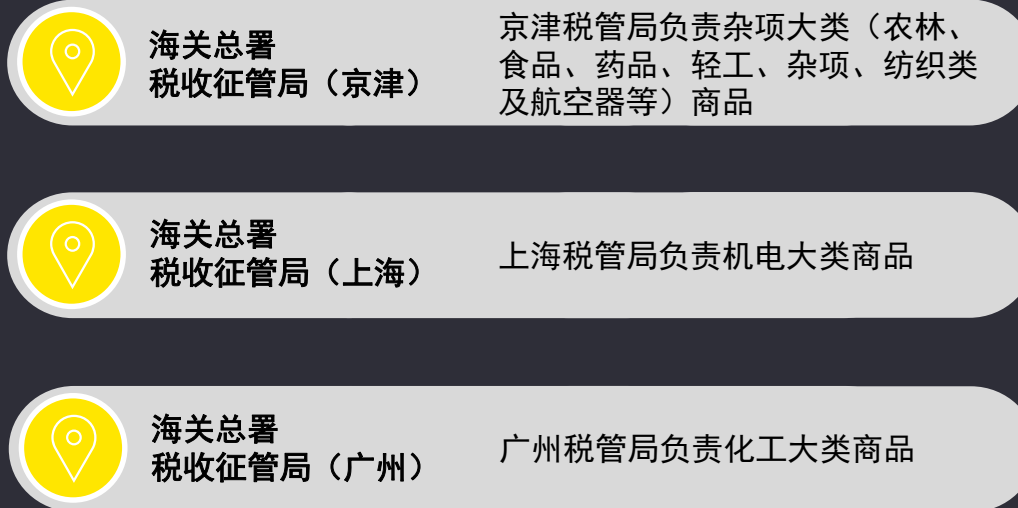 海关总署
税收征管局（京津）
京津税管局负责杂项大类（农林、
食品、药品、轻工、杂项、纺织类
及航空器等）商品
海关总署
税收征管局（上海）
上海税管局负责机电大类商品
海关总署
税收征管局（广州）
广州税管局负责化工大类商品